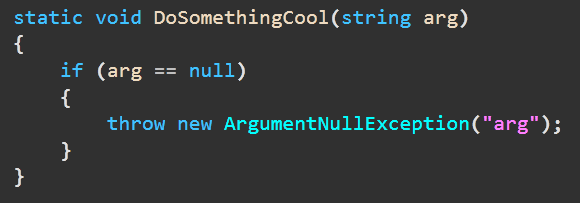 static void DoSomethingCool(string arg)
{
    if (arg == null)
    {
        throw new ArgumentNullException("arg");
    }
}